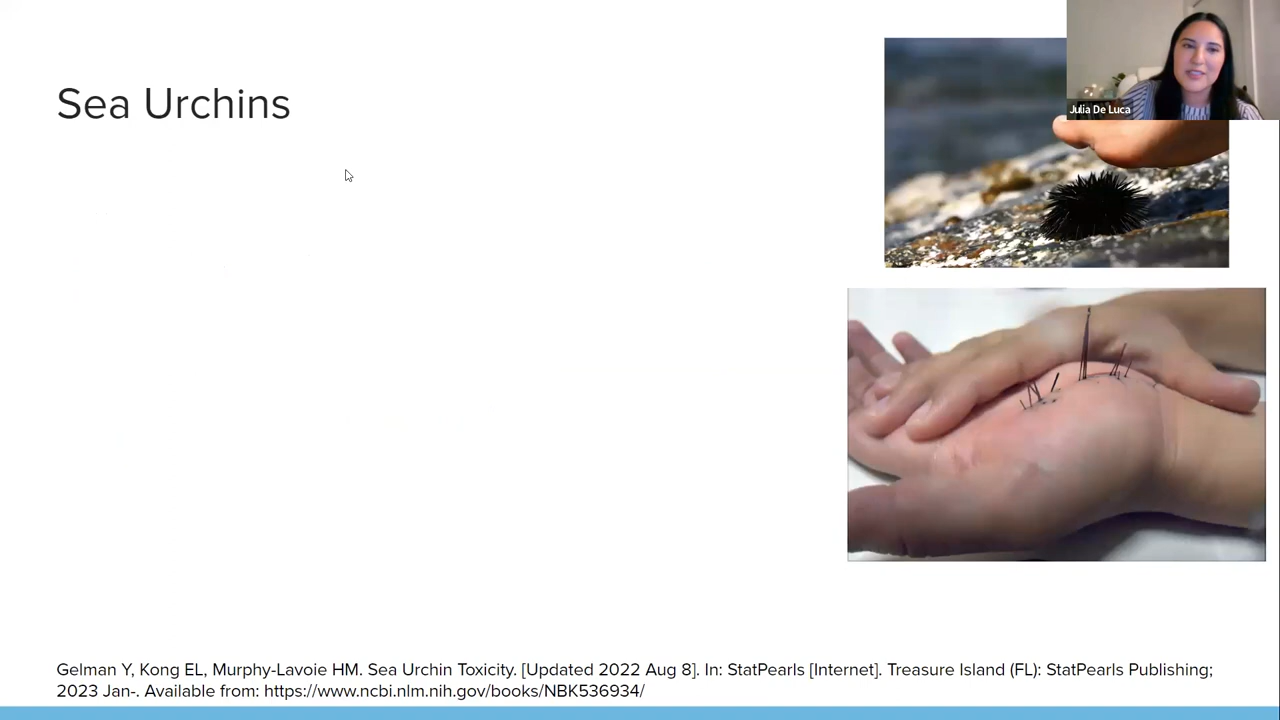 Sea Urchins
Julia De Luca
Gelman Y, Kong EL, Murphy-Lavoie HM. Sea Urchin Toxicity. [Updated 2022 Aug 8]. In: StatPearls [Internet]. Treasure Island (FL): StatPearls Publishing;
2023 Jan-. Available from: https://www.ncbi.nlm.nih.gov/books/NBK536934/